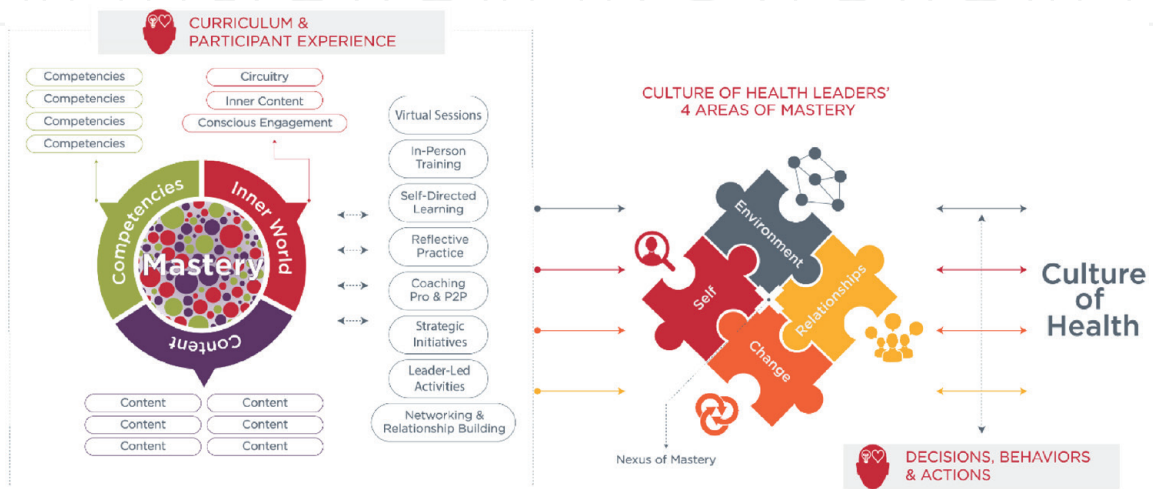 CURRICULUM &
PARTICIPANT EXPERIENCE
Competencies
Competencies
Competencies
Competencies
Circuitry
Inner Content
Conscious Engagement
Competencies
Inner World
Content
Mastery
Content
Content
Content
Content
Content
Content
Virtual Sessions
In-Person
Training
Self-Directed
Learning
Reflective
Practice
Coaching
Pro & P2P
Strategic
Initiatives
Leader-Led
Activities
Networking &
Relationship Building
CULTURE OF HEALTH LEADERS'
4 AREAS OF MASTERY
Environment
Self
Relationships
Change
Nexus of Mastery
Culture
of
Health
DECISIONS, BEHAVIORS
& ACTIONS